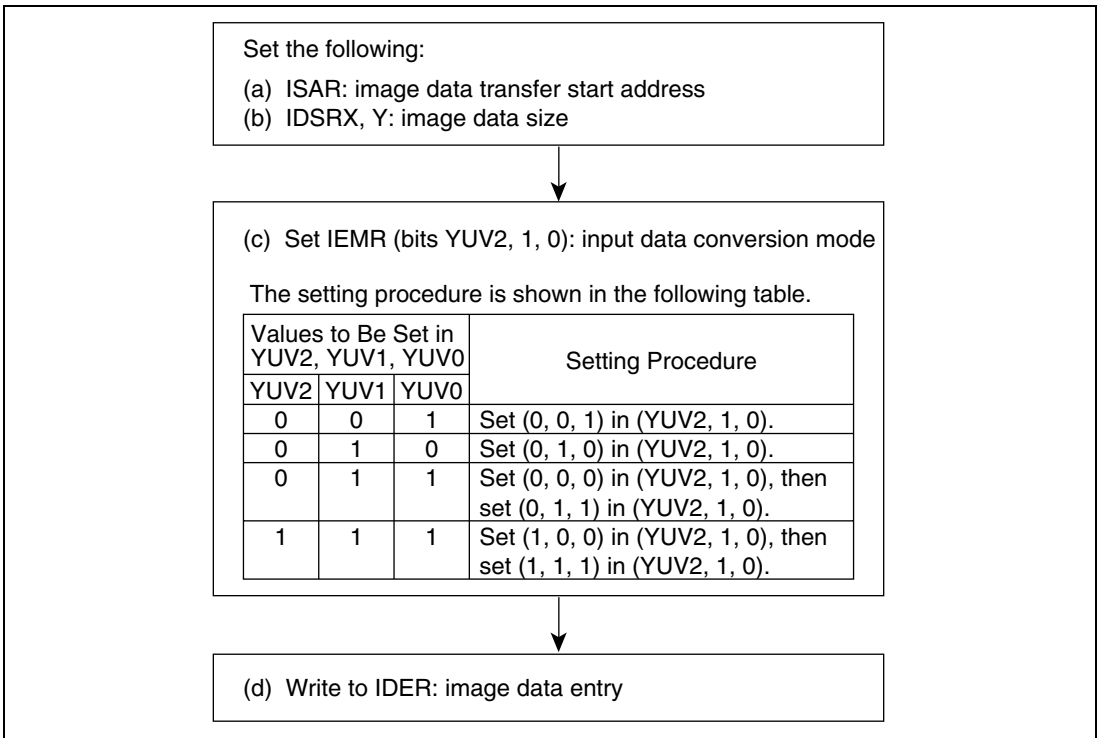 Set the following:
(a) ISAR: image data transfer start address
(b) IDSRX, Y: image data size
(c) Set IEMR (bits YUV2, 1, 0): input data conversion mode
The setting procedure is shown in the following table.
Values to Be Set in
YUV2, YUV1, YUV0
Setting Procedure
YUV2 YUV1 YUV0
0 0 1 Set (0, 0, 1) in (YUV2, 1, 0).
0 1 0 Set (0, 1, 0) in (YUV2, 1, 0).
0 1 1 Set (0, 0, 0) in (YUV2, 1, 0), then
set (0, 1, 1) in (YUV2, 1, 0).
1 1 1 Set (1, 0, 0) in (YUV2, 1, 0), then
set (1, 1, 1) in (YUV2, 1, 0).
(d) Write to IDER: image data entry